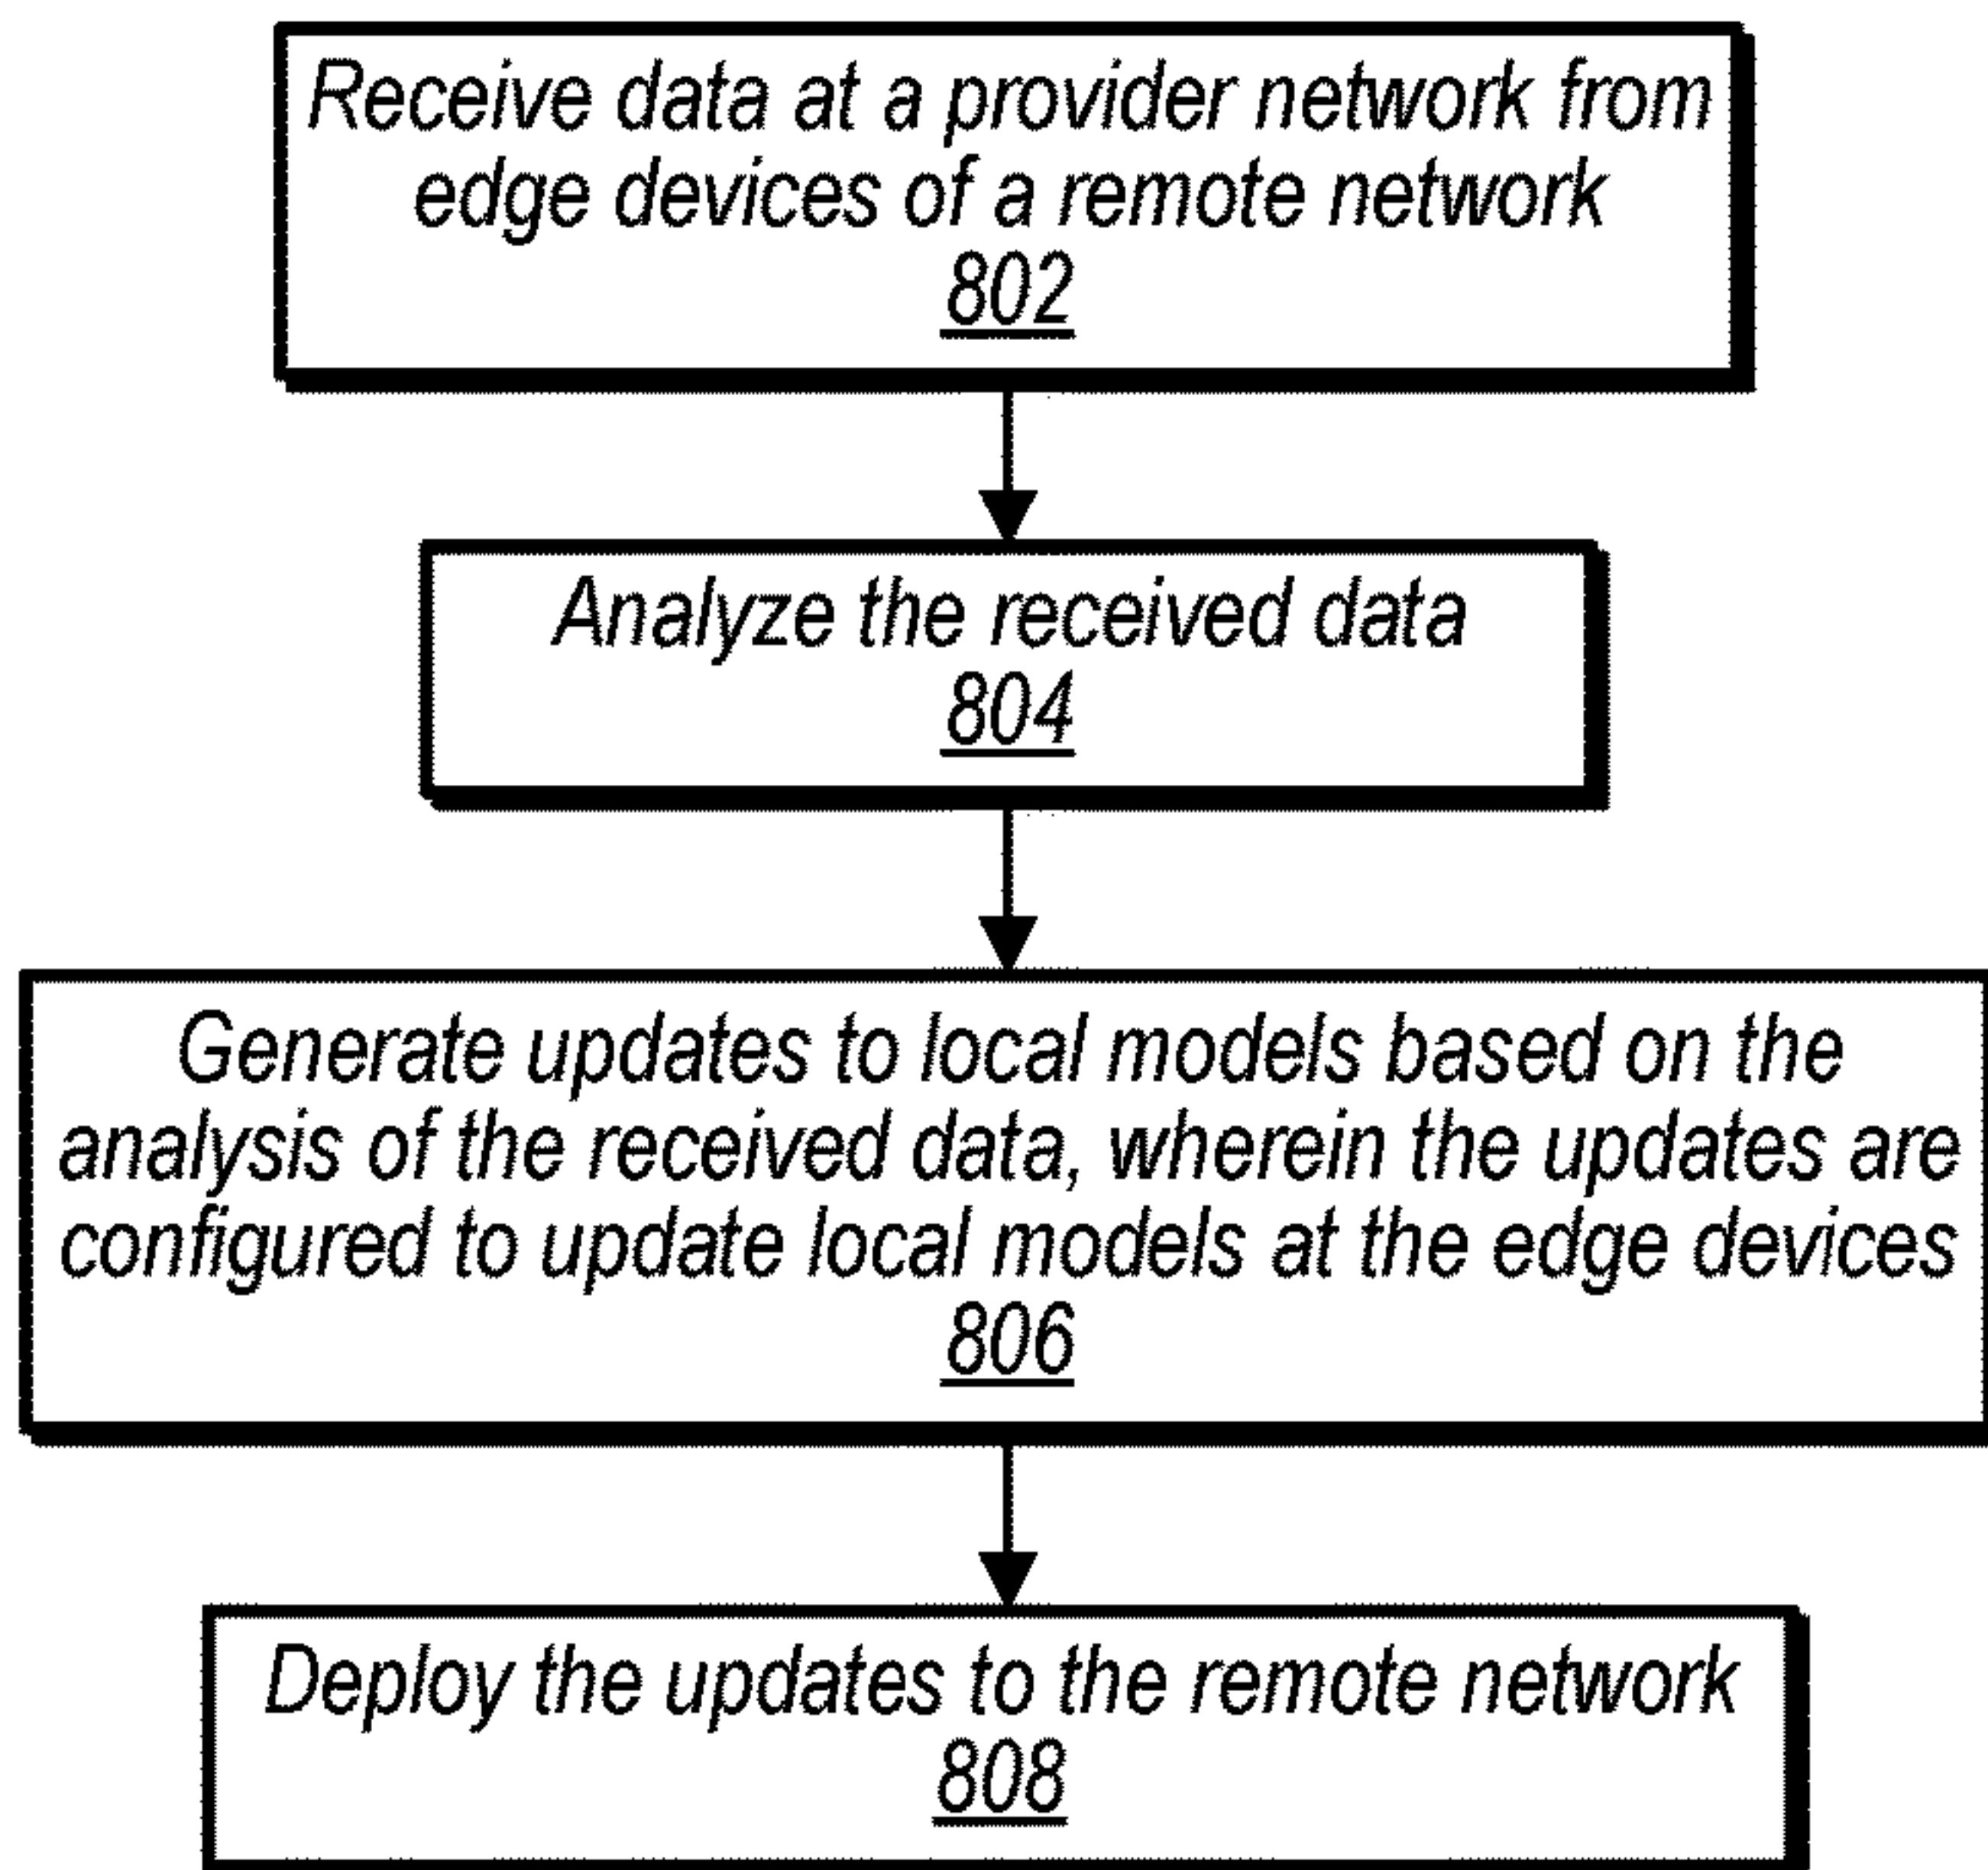 Receive data at a provider network from
edge devices of a remote network
802
Analyze the received data
804
Generate updates to local models based on the
analysis of the received data, wherein the updates are
configured to update local models at the edge devices
806
Deploy the updates to the remote network
808